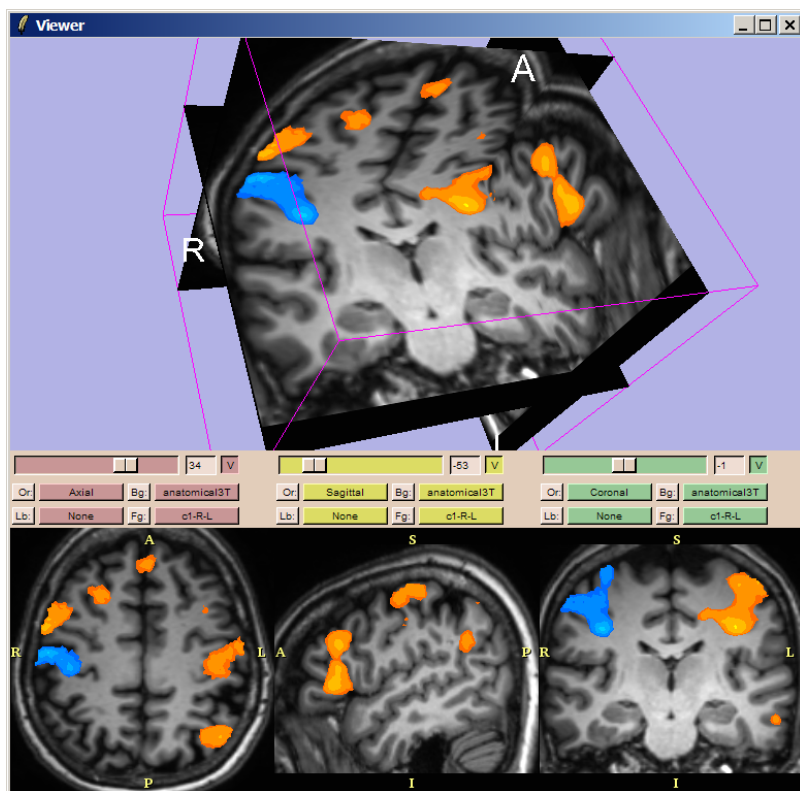 Viewer
A
R
I
34 V -53 V -1 V
Or: Axial Bg: anatomical3T Or: Sagittal Bg: anatomical3T Or: Coronal Bg: anatomical3T
Lb: None Fg: c1-R-L Lb: None Fg: c1-R-L Lb: None Fg: c1-R-L
A S S
R L A P R L
P I I